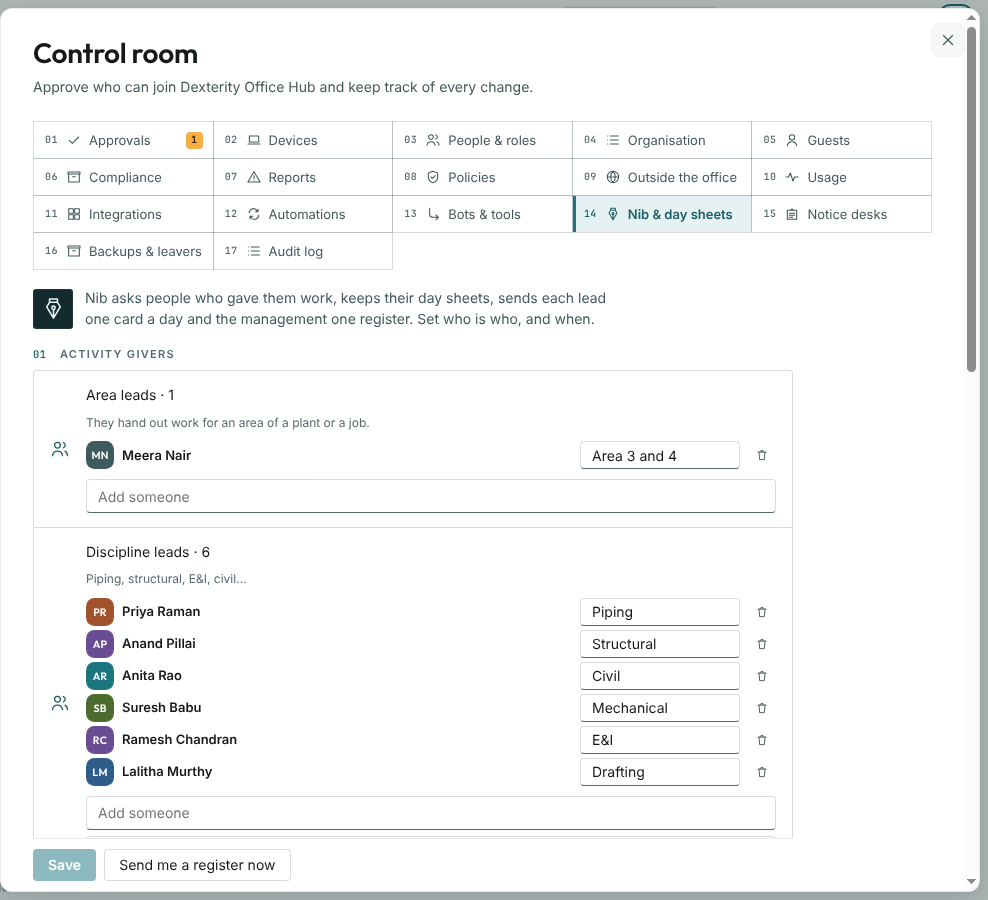 Control room
Approve who can join Dexterity Office Hub and keep track of every change.
01 Approvals 1
02 Devices
03 People & roles
04 Organisation
05 Guests
06 Compliance
07 Reports
08 Policies
09 Outside the office
10 Usage
11 Integrations
12 Automations
13 Bots & tools
14 Nib & day sheets
15 Notice desks
16 Backups & leavers
17 Audit log
Nib asks people who gave them work, keeps their day sheets, sends each lead
one card a day and the management one register. Set who is who, and when.
01 ACTIVITY GIVERS
Area leads · 1
They hand out work for an area of a plant or a job.
MN Meera Nair Area 3 and 4
Add someone
Discipline leads · 6
Piping, structural, E&I, civil…
PR Priya Raman Piping
AP Anand Pillai Structural
AR Anita Rao Civil
SB Suresh Babu Mechanical
RC Ramesh Chandran E&I
LM Lalitha Murthy Drafting
Add someone
Save
Send me a register now